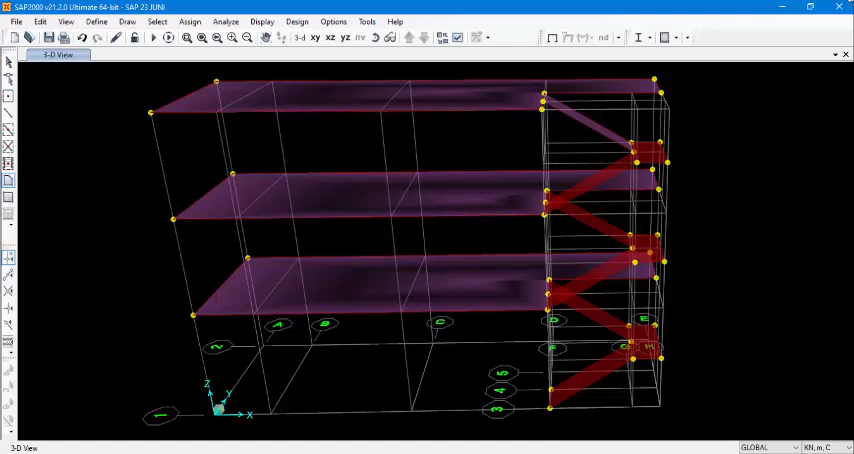 SAP2000 v21.2.0 Ultimate 64-bit - SAP 23 JUNI
File Edit View Define Draw Select Assign Analyze Display Design Options Tools Help
3-d xy xz yz nv nd
3-D View
A B C D E
2 F G H
5
4
1 3
Z Y X
3-D View GLOBAL KN, m, C